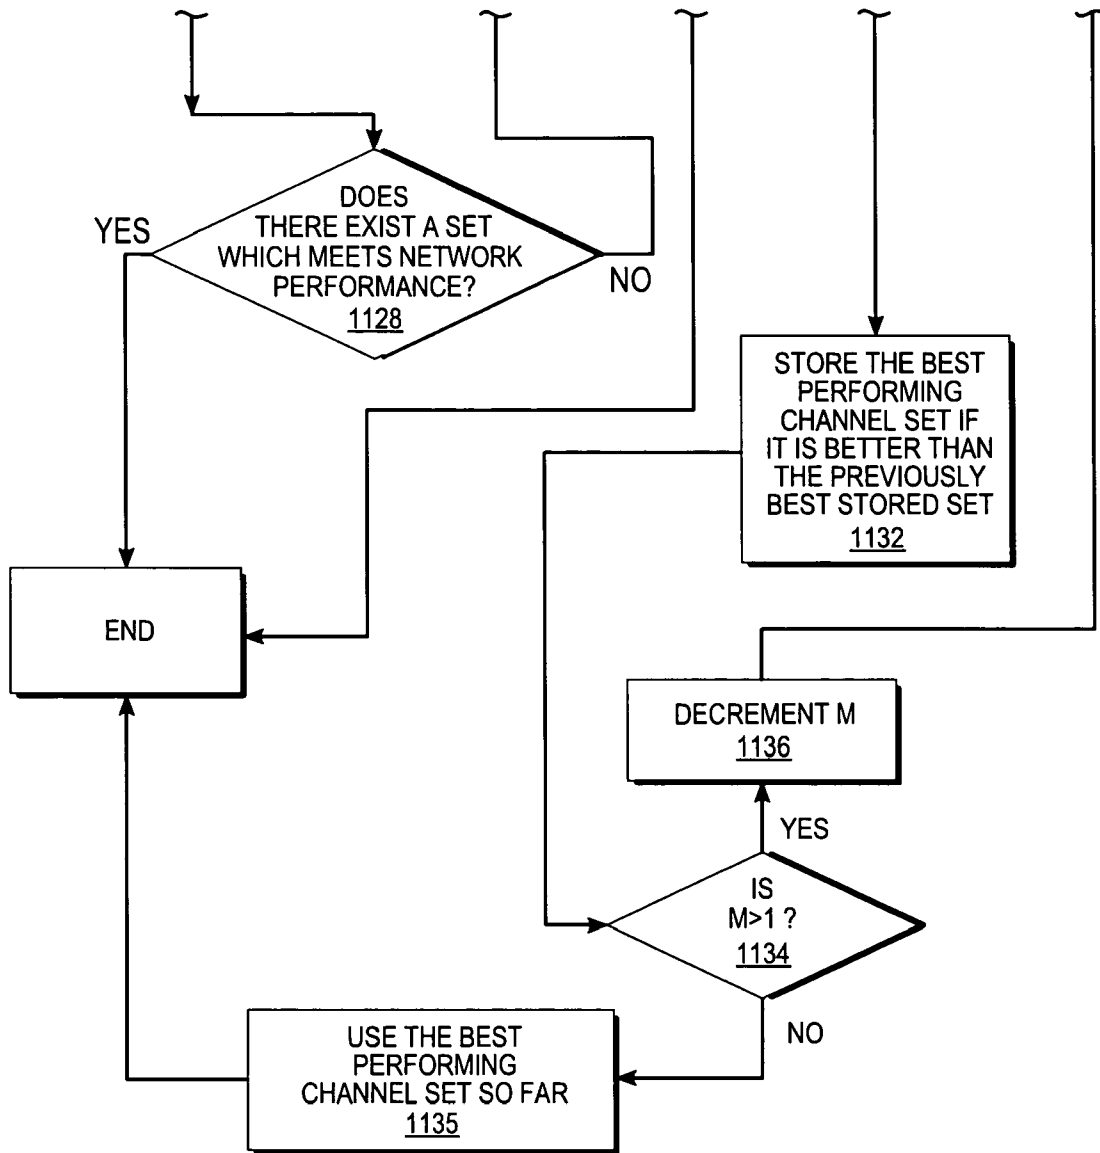 DOES
THERE EXIST A SET
WHICH MEETS NETWORK
PERFORMANCE?
1128
YES
NO
STORE THE BEST
PERFORMING
CHANNEL SET IF
IT IS BETTER THAN
THE PREVIOUSLY
BEST STORED SET
1132
END
DECREMENT M
1136
YES
IS
M>1 ?
1134
NO
USE THE BEST
PERFORMING
CHANNEL SET SO FAR
1135